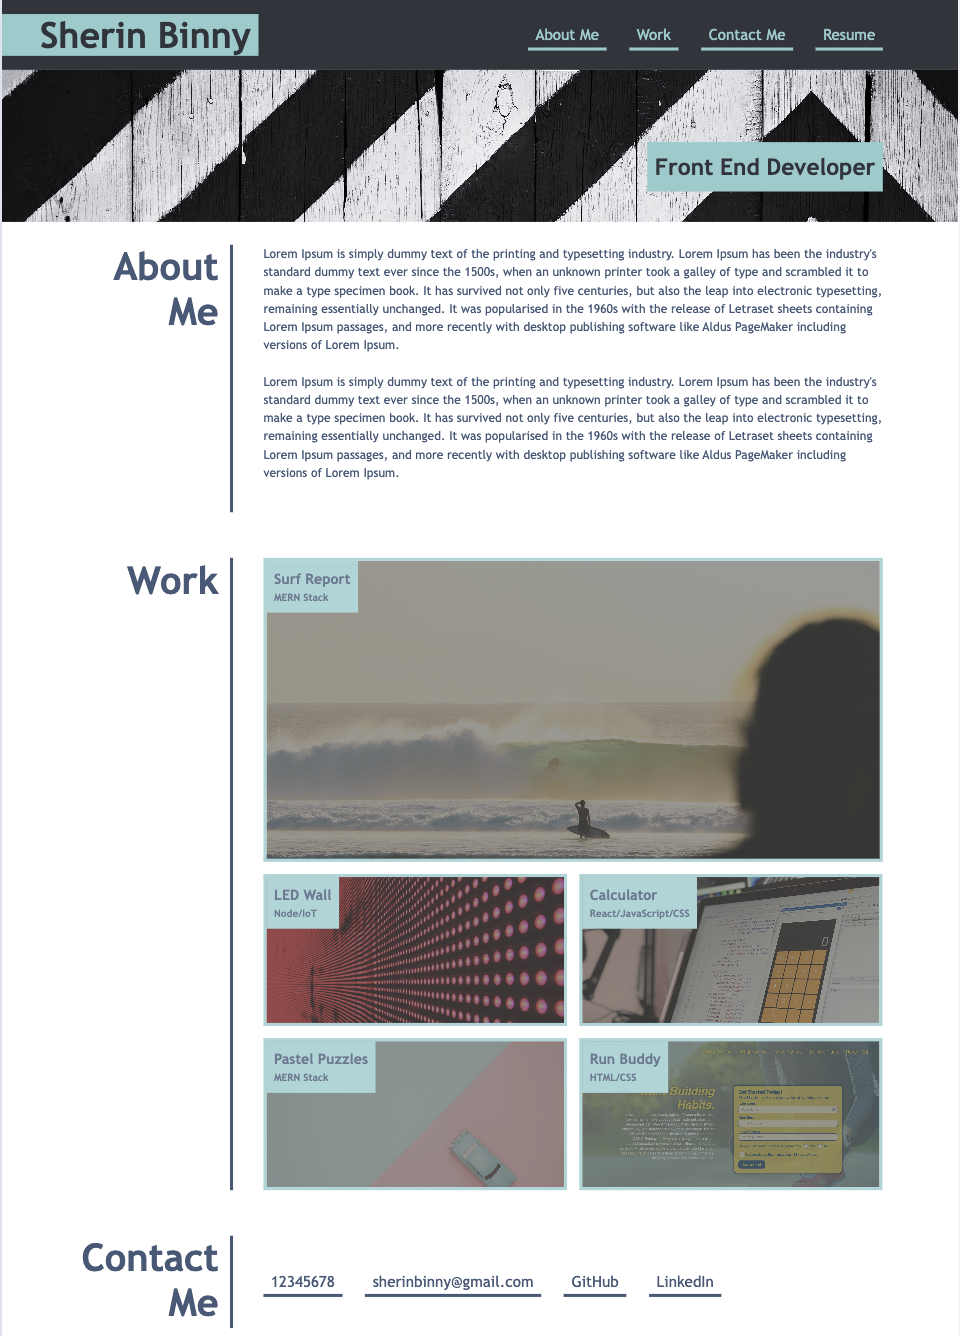 Sherin Binny
About Me
Work
Contact Me
Resume
Front End Developer
About
Me
Lorem Ipsum is simply dummy text of the printing and typesetting industry. Lorem Ipsum has been the industry's
standard dummy text ever since the 1500s, when an unknown printer took a galley of type and scrambled it to
make a type specimen book. It has survived not only five centuries, but also the leap into electronic typesetting,
remaining essentially unchanged. It was popularised in the 1960s with the release of Letraset sheets containing
Lorem Ipsum passages, and more recently with desktop publishing software like Aldus PageMaker including
versions of Lorem Ipsum.
Lorem Ipsum is simply dummy text of the printing and typesetting industry. Lorem Ipsum has been the industry's
standard dummy text ever since the 1500s, when an unknown printer took a galley of type and scrambled it to
make a type specimen book. It has survived not only five centuries, but also the leap into electronic typesetting,
remaining essentially unchanged. It was popularised in the 1960s with the release of Letraset sheets containing
Lorem Ipsum passages, and more recently with desktop publishing software like Aldus PageMaker including
versions of Lorem Ipsum.
Work
Surf Report
MERN Stack
LED Wall
Node/IoT
Calculator
React/JavaScript/CSS
0
Pastel Puzzles
MERN Stack
Run Buddy
HTML/CSS
Building
Habits.
Get Started Today!
Contact
Me
12345678
sherinbinny@gmail.com
GitHub
LinkedIn